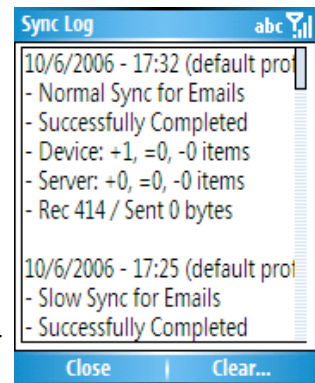 Sync Log abc
10/6/2006 - 17:32 (default prof
- Normal Sync for Emails
- Successfully Completed
- Device: +1, =0, -0 items
- Server: +0, =0, -0 items
- Rec 414 / Sent 0 bytes
10/6/2006 - 17:25 (default prof
- Slow Sync for Emails
- Successfully Completed
Close Clear...